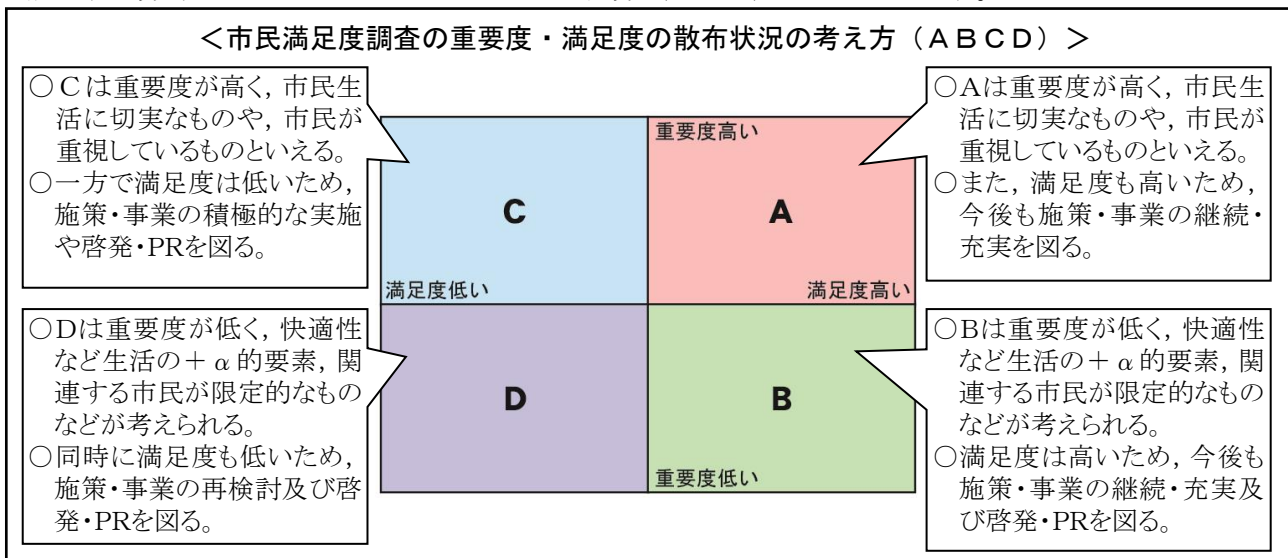 ＜市民満足度調査の重要度・満足度の散布状況の考え方（ＡＢＣＤ）＞
○Cは重要度が高く，市民生
活に切実なものや，市民が
重視しているものといえる。
○一方で満足度は低いため，
施策・事業の積極的な実施
や啓発・PRを図る。
○Aは重要度が高く，市民生
活に切実なものや，市民が
重視しているものといえる。
○また，満足度も高いため，
今後も施策・事業の継続・
充実を図る。
重要度高い
C
A
満足度低い
満足度高い
○Dは重要度が低く，快適性
など生活の＋α的要素，関
連する市民が限定的なもの
などが考えられる。
○同時に満足度も低いため，
施策・事業の再検討及び啓
発・PRを図る。
D
B
重要度低い
○Bは重要度が低く，快適性
など生活の＋α的要素，関
連する市民が限定的なもの
などが考えられる。
○満足度は高いため，今後も
施策・事業の継続・充実及
び啓発・PRを図る。